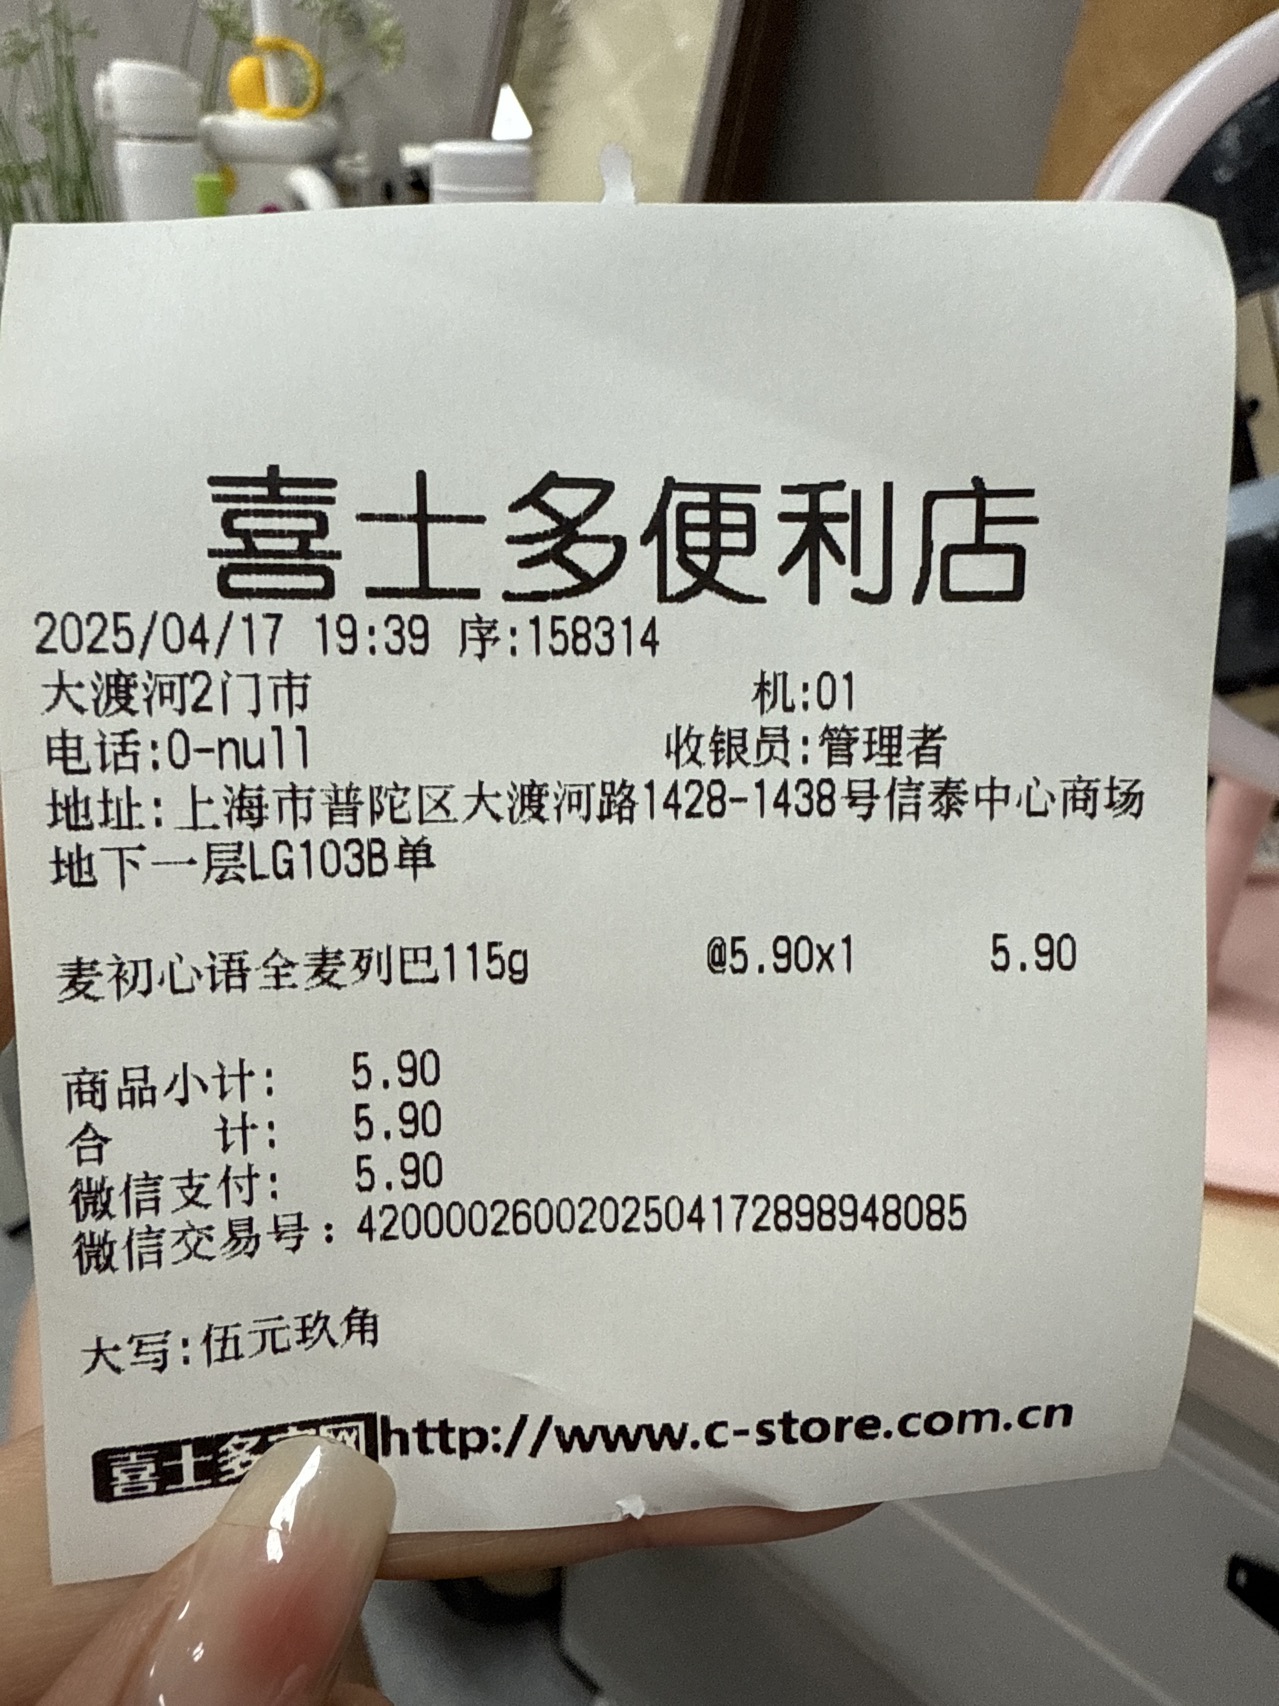 喜士多便利店
2025/04/17 19:39 序:158314
大渡河2门市 机:01
电话:0-null 收银员:管理者
地址:上海市普陀区大渡河路1428-1438号信泰中心商场
地下一层LG103B单
麦初心语全麦列巴115g @5.90x1 5.90
商品小计: 5.90
合 计: 5.90
微信支付: 5.90
微信交易号:4200002600202504172898948085
大写:伍元玖角
喜士多 网 http://www.c-store.com.cn